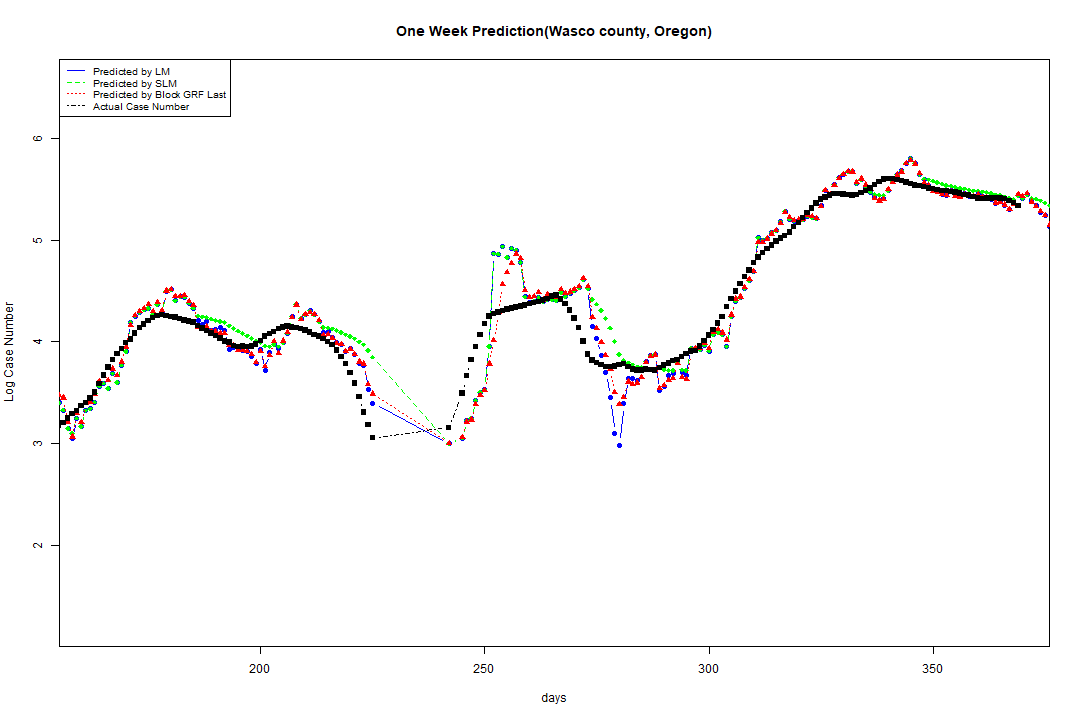 One Week Prediction(Wasco county, Oregon)
Predicted by LM
Predicted by SLM
Predicted by Block GRF Last
Actual Case Number
6
5
4
3
2
Log Case Number
200 250 300 350
days